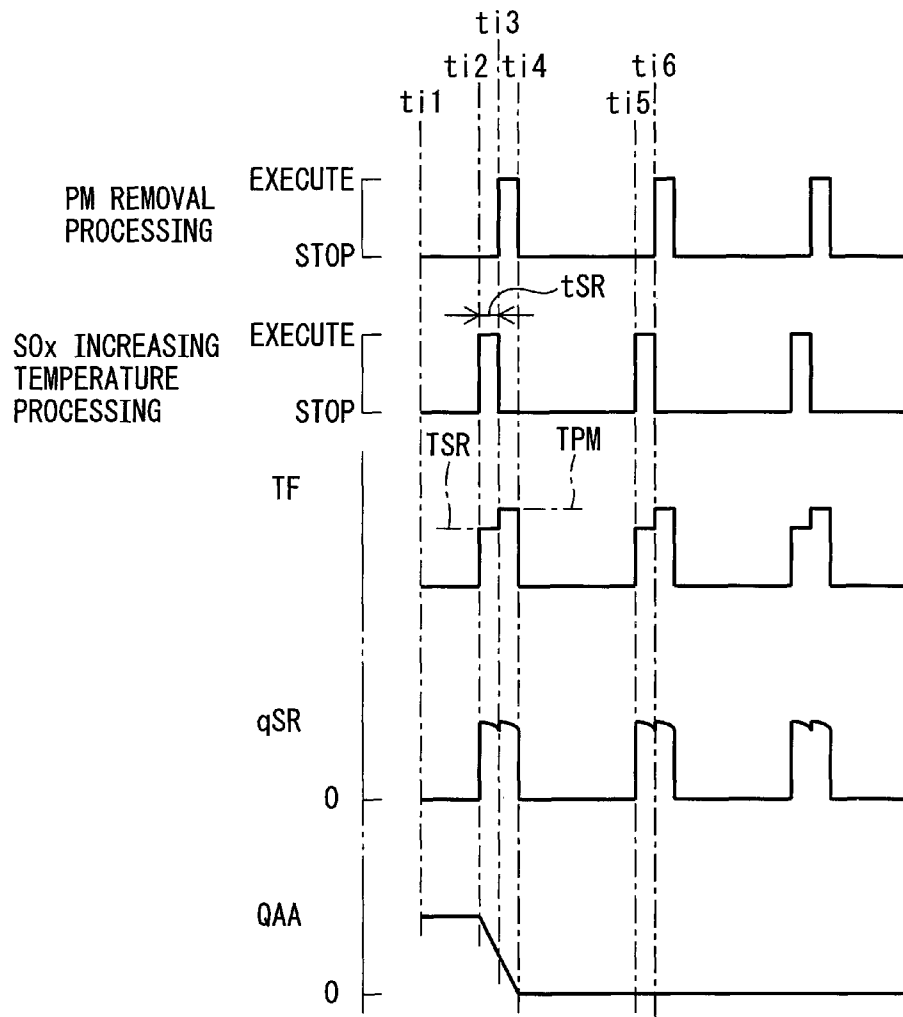 ti3
ti2
ti4
ti6
ti1
ti5
EXECUTE
PM REMOVAL
PROCESSING
STOP
tSR
EXECUTE
SOx INCREASING
TEMPERATURE
PROCESSING
STOP
TSR
TPM
TF
qSR
0
QAA
0